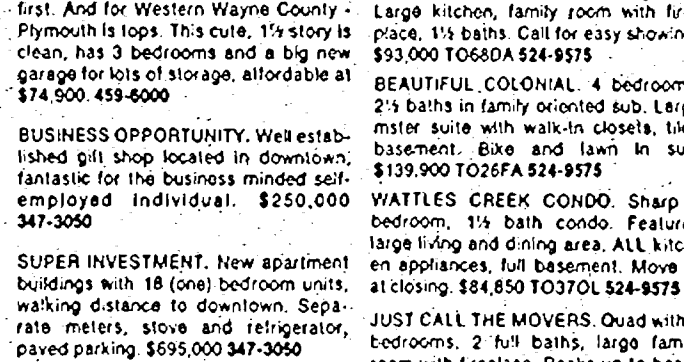 first. And for Western Wayne County -
Plymouth is tops. This cute, 1½ story is
clean, has 3 bedrooms and a big new
garage for lots of storage, affordable at
$74,900. 459-6000
BUSINESS OPPORTUNITY. Well estab-
lished gift shop located in downtown,
fantastic for the business minded self-
employed individual. $250,000
347-3050
SUPER INVESTMENT. New apartment
buildings with 18 (one) bedroom units,
walking distance to downtown. Sepa-
rate meters, stove and refrigerator,
paved parking. $695,000 347-3050
Large kitchen, family room with fir
place, 1½ baths. Call for easy showin
$93,000 TO68DA 524-9575
BEAUTIFUL COLONIAL. 4 bedroom
2½ baths in family oriented sub. Larg
mster suite with walk-in closets, tile
basement. Bike and lawn in su
$139,900 TO26FA 524-9575
WATTLES CREEK CONDO. Sharp
bedroom, 1½ bath condo. Featur
large living and dining area, ALL kitc
en appliances, full basement. Move
at closing. $84,850 TO37OL 524-9575
JUST CALL THE MOVERS. Quad with
bedrooms, 2 full baths, large fam
room with fireplace.